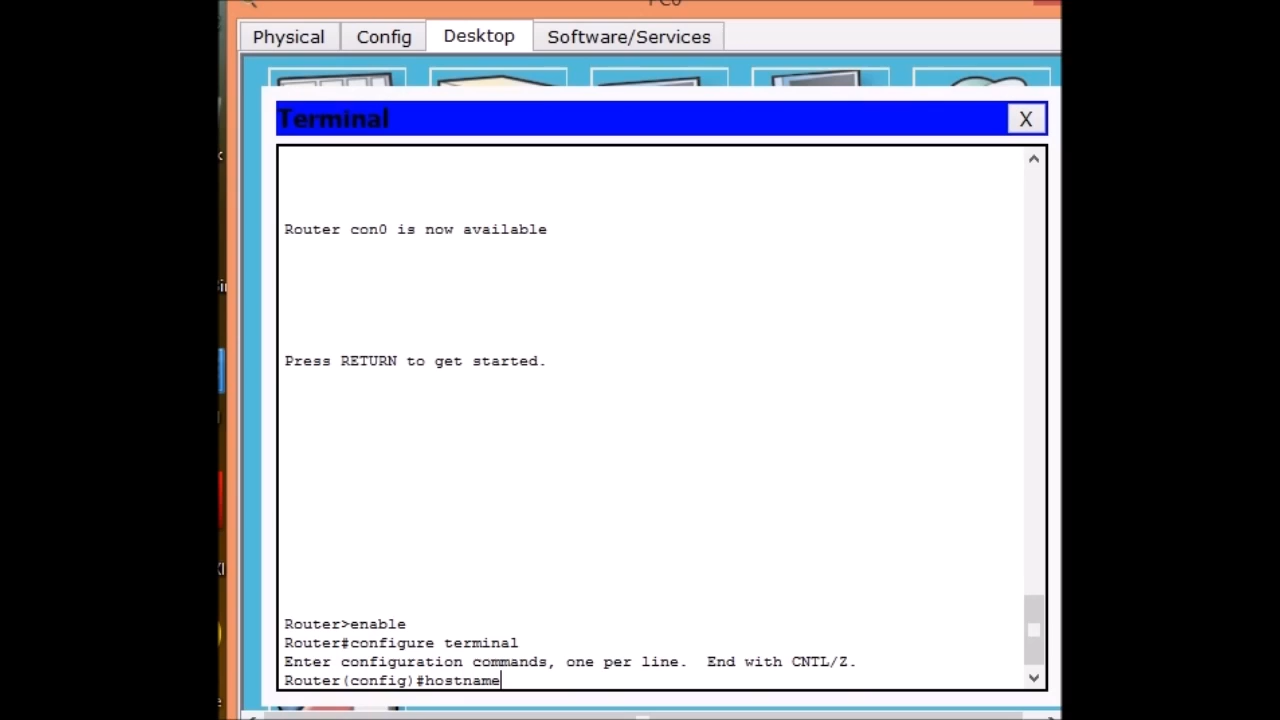 PC0
Physical
Config
Desktop
Software/Services
Terminal
X
Router con0 is now available
Press RETURN to get started.
Router>enable
Router#configure terminal
Enter configuration commands, one per line.  End with CNTL/Z.
Router(config)#hostname